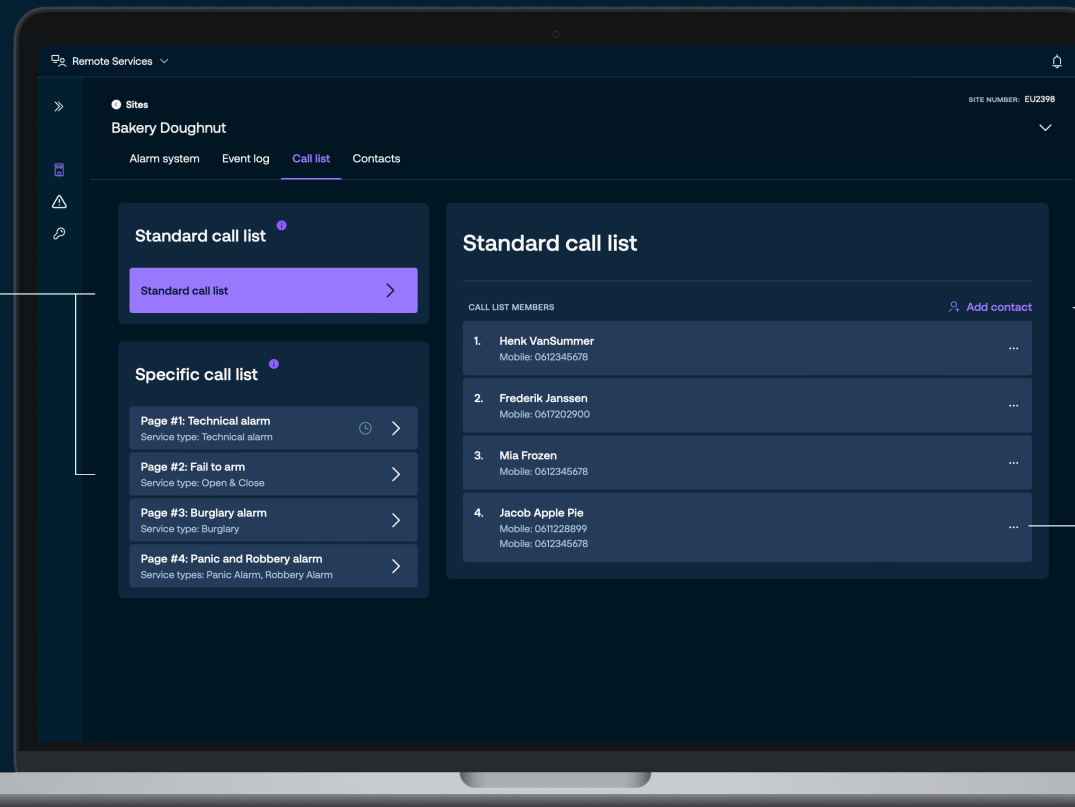 Remote Services
Sites
SITE NUMBER: EU2398
Bakery Doughnut
Alarm system Event log Call list Contacts
Standard call list
Standard call list
Specific call list
Page #1: Technical alarm
Service type: Technical alarm
Page #2: Fail to arm
Service type: Open & Close
Page #3: Burglary alarm
Service type: Burglary
Page #4: Panic and Robbery alarm
Service types: Panic Alarm, Robbery Alarm
Standard call list
CALL LIST MEMBERS
Add contact
1. Henk VanSummer
Mobile: 0612345678
2. Frederik Janssen
Mobile: 0617202900
3. Mia Frozen
Mobile: 0612345678
4. Jacob Apple Pie
Mobile: 0611228899
Mobile: 0612345678